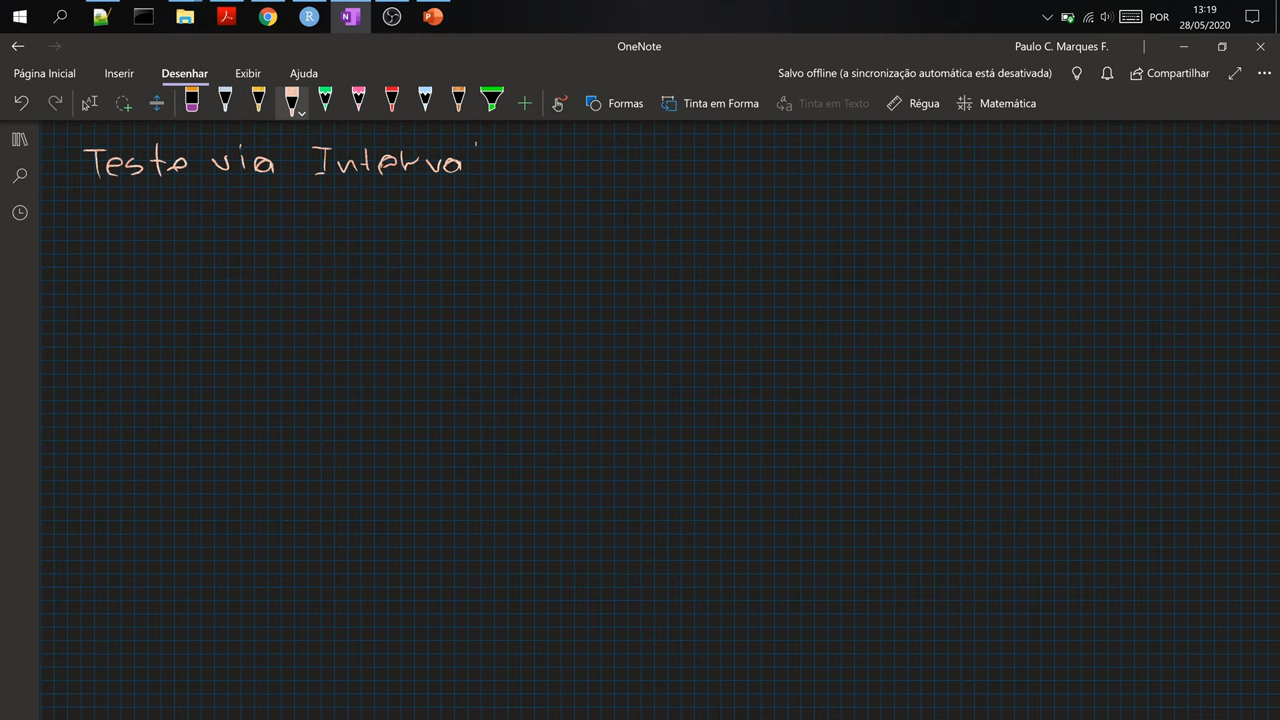 13:19
POR
28/05/2020
OneNote
Paulo C. Marques F.
Página Inicial Inserir Desenhar Exibir Ajuda
Salvo offline (a sincronização automática está desativada)
Compartilhar
Formas Tinta em Forma Tinta em Texto Régua Matemática
Teste via Interva